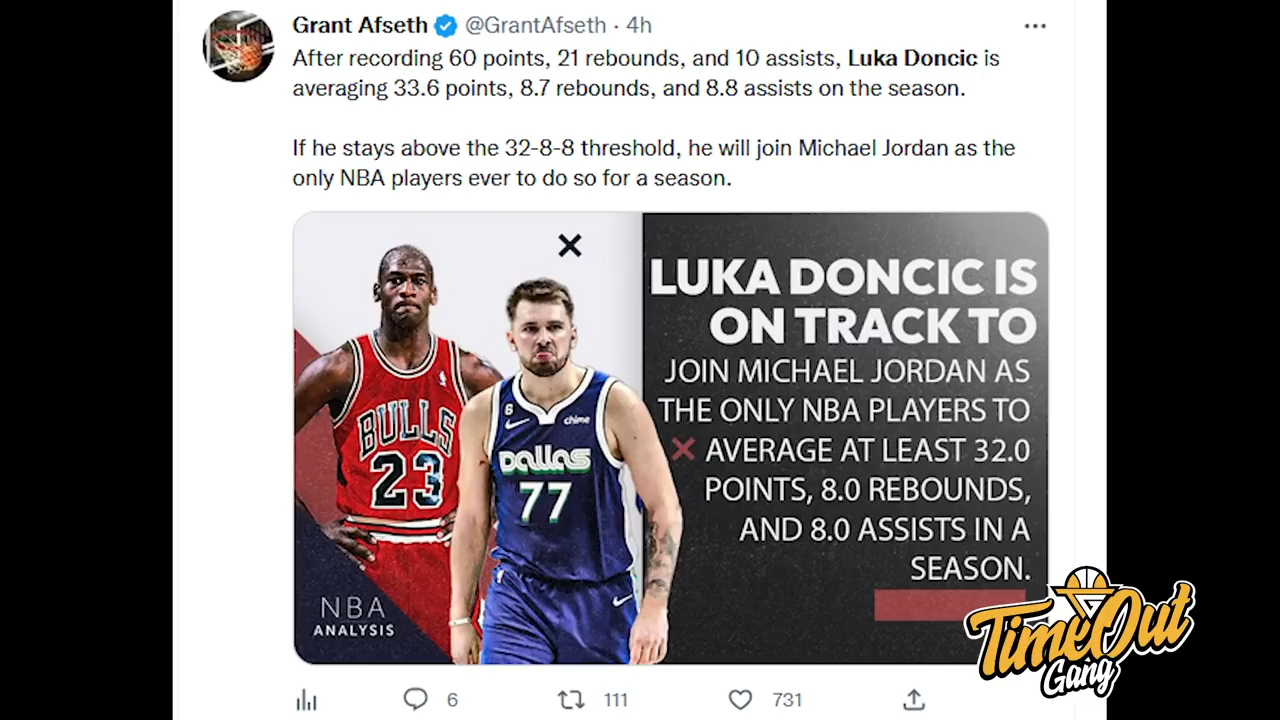 Grant Afseth @GrantAfseth · 4h
After recording 60 points, 21 rebounds, and 10 assists, Luka Doncic is
averaging 33.6 points, 8.7 rebounds, and 8.8 assists on the season.
If he stays above the 32-8-8 threshold, he will join Michael Jordan as the
only NBA players ever to do so for a season.
BULLS
23
6
chime
DALLAS
77
NBA
ANALYSIS
LUKA DONCIC IS
ON TRACK TO
JOIN MICHAEL JORDAN AS
THE ONLY NBA PLAYERS TO
AVERAGE AT LEAST 32.0
POINTS, 8.0 REBOUNDS,
AND 8.0 ASSISTS IN A
SEASON.
TimeOut
Gang
6 111 731